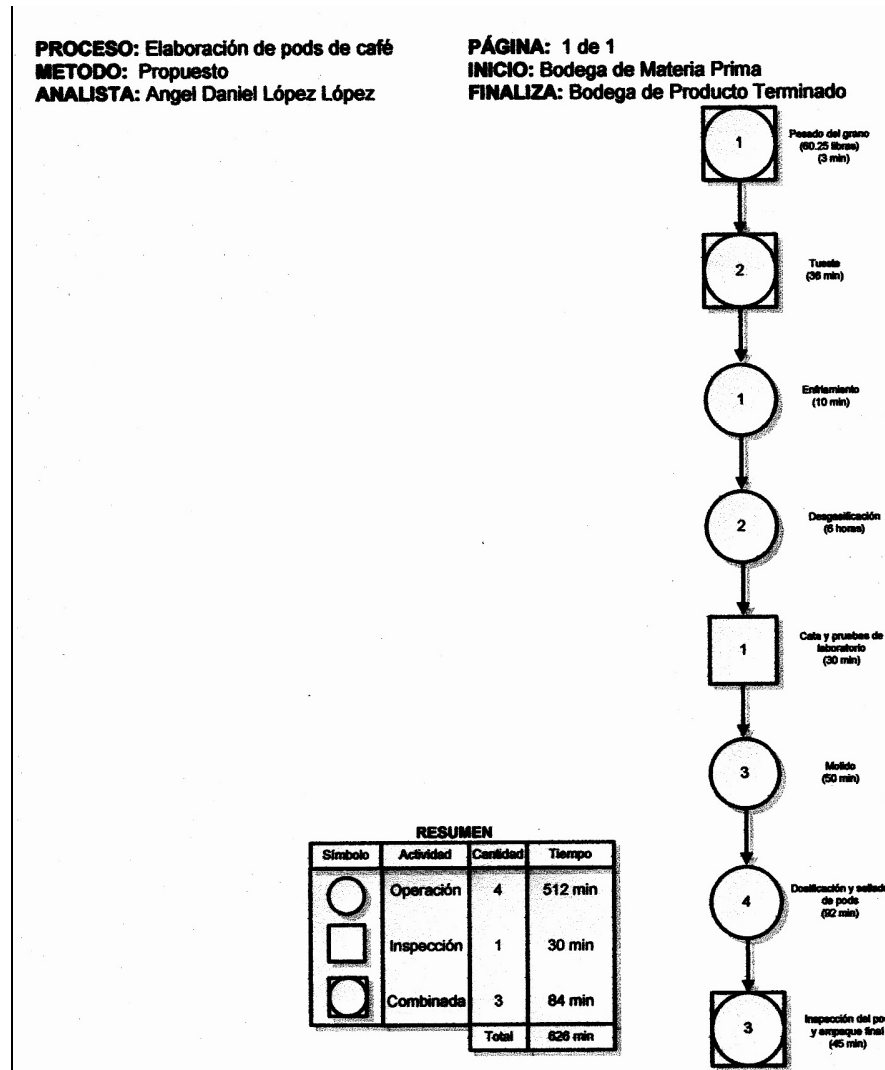 PROCESO: Elaboración de pods de café
METODO: Propuesto
ANALISTA: Angel Daniel López López
PÁGINA: 1 de 1
INICIO: Bodega de Materia Prima
FINALIZA: Bodega de Producto Terminado
1
Pesado del grano
(60.25 libras)
(3 min)
2
Tueste
(36 min)
1
Enfriamiento
(10 min)
2
Desgasificación
(6 horas)
1
Cata y pruebas de
laboratorio
(30 min)
3
Molido
(50 min)
4
Dosificación y sellado
de pods
(92 min)
3
Inspección del po
y empaque final
(45 min)
RESUMEN
Símbolo Actividad Cantidad Tiempo
Operación 4 512 min
Inspección 1 30 min
Combinada 3 84 min
Total 626 min